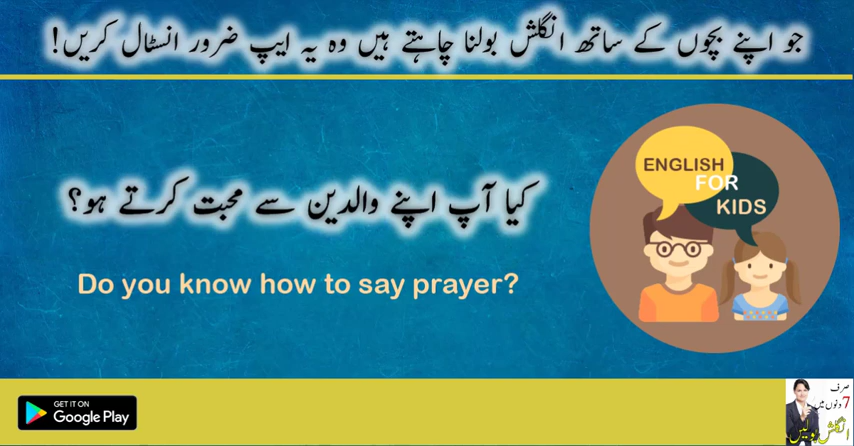 جو اپنے بچوں کے ساتھ انگلش بولنا چاہتے ہیں وہ یہ ایپ ضرور انسٹال کریں!
ENGLISH
FOR
KIDS
کیا آپ اپنے والدین سے محبت کرتے ہو؟
Do you know how to say prayer?
GET IT ON
Google Play
صرف
7 دنوں میں
انگلش بولیں